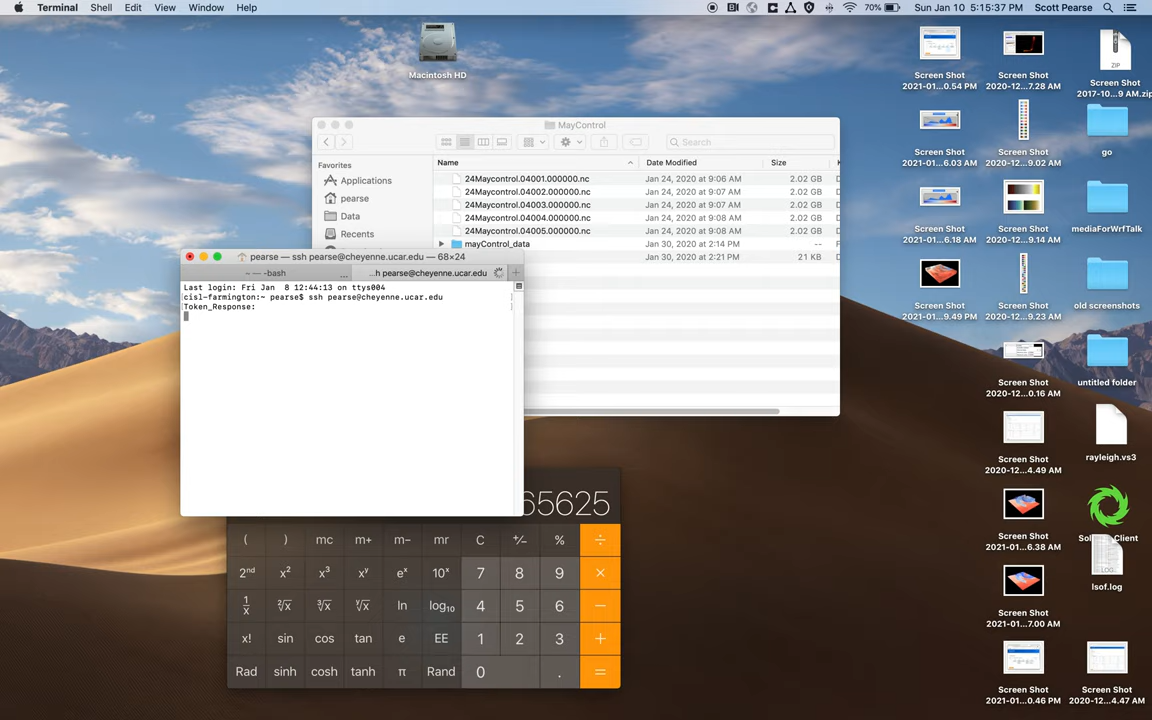 Terminal Shell Edit View Window Help 70% Sun Jan 10 5:15:37 PM Scott Pearse
Macintosh HD
MayControl
Search
Favorites
Applications
pearse
Data
Recents
Name Date Modified Size
24Maycontrol.04001.000000.nc Jan 24, 2020 at 9:06 AM 2.02 GB
24Maycontrol.04002.000000.nc Jan 24, 2020 at 9:07 AM 2.02 GB
24Maycontrol.04003.000000.nc Jan 24, 2020 at 9:07 AM 2.02 GB
24Maycontrol.04004.000000.nc Jan 24, 2020 at 9:08 AM 2.02 GB
24Maycontrol.04005.000000.nc Jan 24, 2020 at 9:08 AM 2.02 GB
mayControl_data Jan 30, 2020 at 2:14 PM --
Jan 30, 2020 at 2:21 PM 21 KB
pearse — ssh pearse@cheyenne.ucar.edu — 68×24
~ — -bash ... ...h pearse@cheyenne.ucar.edu +
Last login: Fri Jan  8 12:44:13 on ttys004
cisl-farmington:~ pearse$ ssh pearse@cheyenne.ucar.edu
Token_Response:
65625
( ) mc m+ m− mr C ⁺∕₋ % ÷
2ⁿᵈ x² x³ xʸ eˣ 10ˣ 7 8 9 ×
1/x ²√x ³√x ʸ√x ln log₁₀ 4 5 6 −
x! sin cos tan e EE 1 2 3 +
Rad sinh cosh tanh π Rand 0 . =
Screen Shot
2021-01...0.54 PM
Screen Shot
2020-12...7.28 AM
ZIP
Screen Shot
2017-10...9 AM.zip
Screen Shot
2021-01...6.03 AM
Screen Shot
2020-12...9.02 AM
go
Screen Shot
2021-01...6.18 AM
Screen Shot
2020-12...9.14 AM
mediaForWrfTalk
Screen Shot
2021-01...9.49 PM
Screen Shot
2020-12...9.23 AM
old screenshots
Screen Shot
2020-12...0.16 AM
untitled folder
Screen Shot
2020-12...4.49 AM
rayleigh.vs3
Screen Shot
2021-01...6.38 AM
Client
LOG
lsof.log
Screen Shot
2021-01...7.00 AM
Screen Shot
2021-01...0.46 PM
Screen Shot
2020-12...4.47 AM